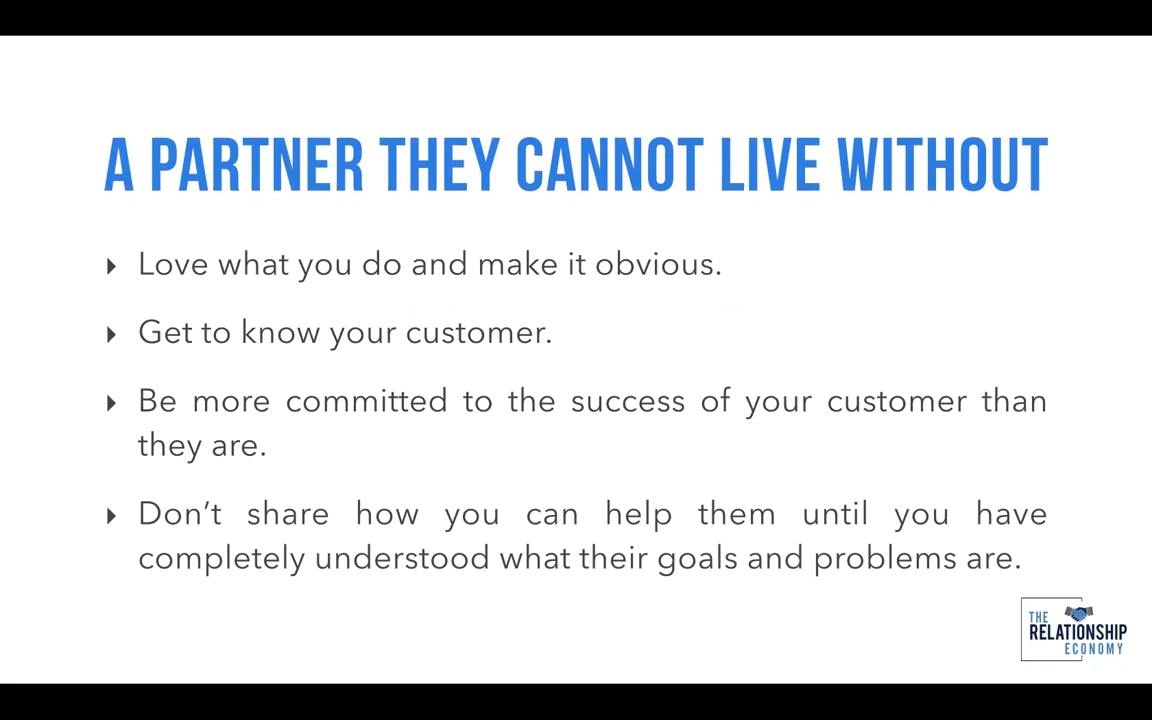 A PARTNER THEY CANNOT LIVE WITHOUT
Love what you do and make it obvious.
Get to know your customer.
Be more committed to the success of your customer than
they are.
Don’t share how you can help them until you have
completely understood what their goals and problems are.
THE
RELATIONSHIP
ECONOMY